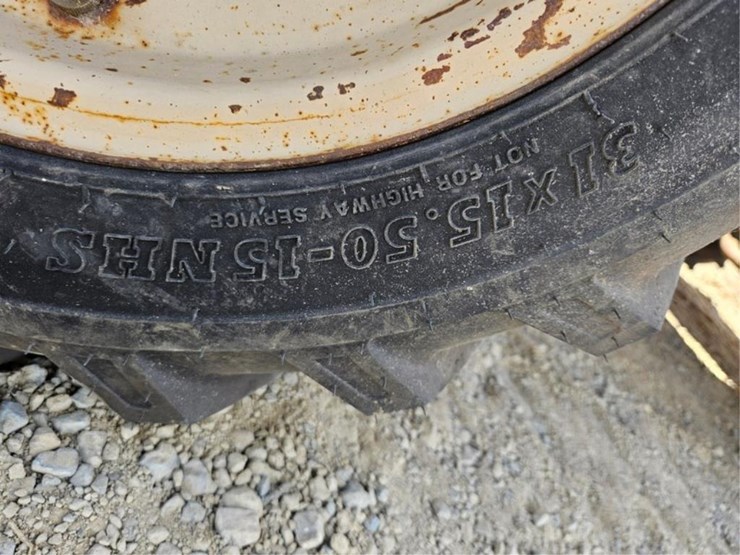 31X15.50-15NHS
NOT FOR HIGHWAY SERVICE